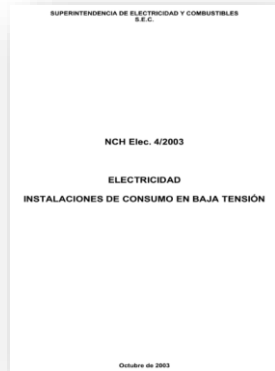 SUPERINTENDENCIA DE ELECTRICIDAD Y COMBUSTIBLES
S.E.C.
NCH Elec. 4/2003
ELECTRICIDAD
INSTALACIONES DE CONSUMO EN BAJA TENSIÓN
Octubre de 2003